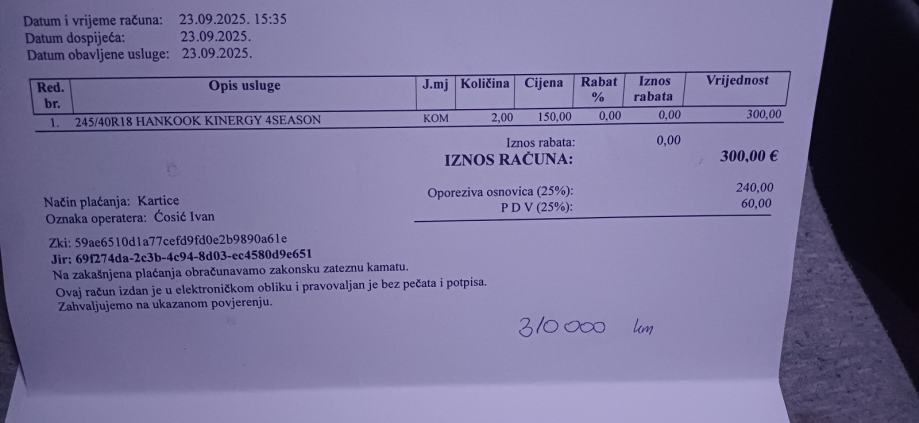 Datum i vrijeme računa: 23.09.2025. 15:35
Datum dospijeća: 23.09.2025.
Datum obavljene usluge: 23.09.2025.
Red. br. Opis usluge J.mj Količina Cijena Rabat % Iznos rabata Vrijednost
1. 245/40R18 HANKOOK KINERGY 4SEASON KOM 2,00 150,00 0,00 0,00 300,00
Iznos rabata: 0,00
IZNOS RAČUNA: 300,00 €
Oporeziva osnovica (25%): 240,00
P D V (25%): 60,00
Način plaćanja: Kartice
Oznaka operatera: Ćosić Ivan
Zki: 59ae6510d1a77cefd9fd0e2b9890a61e
Jir: 69f274da-2c3b-4c94-8d03-ec4580d9e651
Na zakašnjena plaćanja obračunavamo zakonsku zateznu kamatu.
Ovaj račun izdan je u elektroničkom obliku i pravovaljan je bez pečata i potpisa.
Zahvaljujemo na ukazanom povjerenju.
310000 km